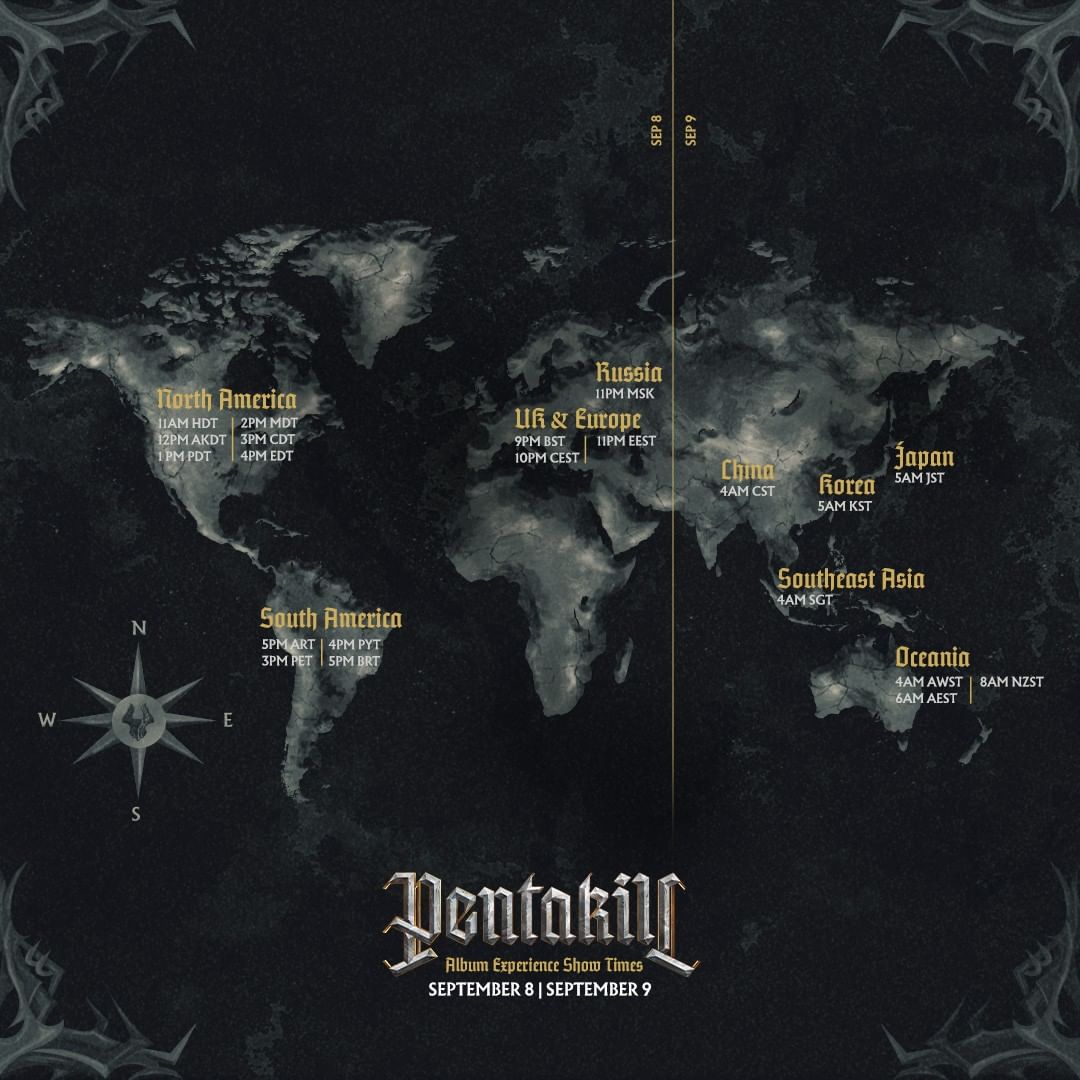 SEP 8
SEP 9
North America
11AM HDT
12PM AKDT
1 PM PDT
2PM MDT
3PM CDT
4PM EDT
Russia
11PM MSK
UK & Europe
9PM BST
10PM CEST
11PM EEST
China
4AM CST
Korea
5AM KST
Japan
5AM JST
Southeast Asia
4AM SGT
South America
5PM ART
3PM PET
4PM PYT
5PM BRT
Oceania
4AM AWST
6AM AEST
8AM NZST
N
W
E
S
Pentakill
Album Experience Show Times
SEPTEMBER 8 | SEPTEMBER 9